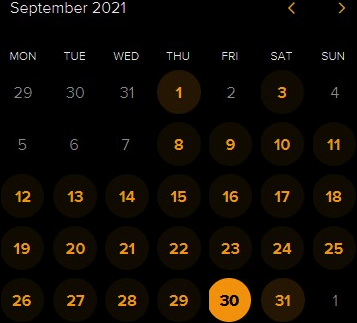 September 2021
MON TUE WED THU FRI SAT SUN
29 30 31 1 2 3 4
5 6 7 8 9 10 11
12 13 14 15 16 17 18
19 20 21 22 23 24 25
26 27 28 29 30 31 1